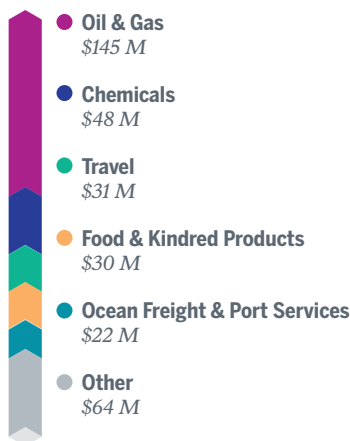 Oil & Gas
$145 M
Chemicals
$48 M
Travel
$31 M
Food & Kindred Products
$30 M
Ocean Freight & Port Services
$22 M
Other
$64 M